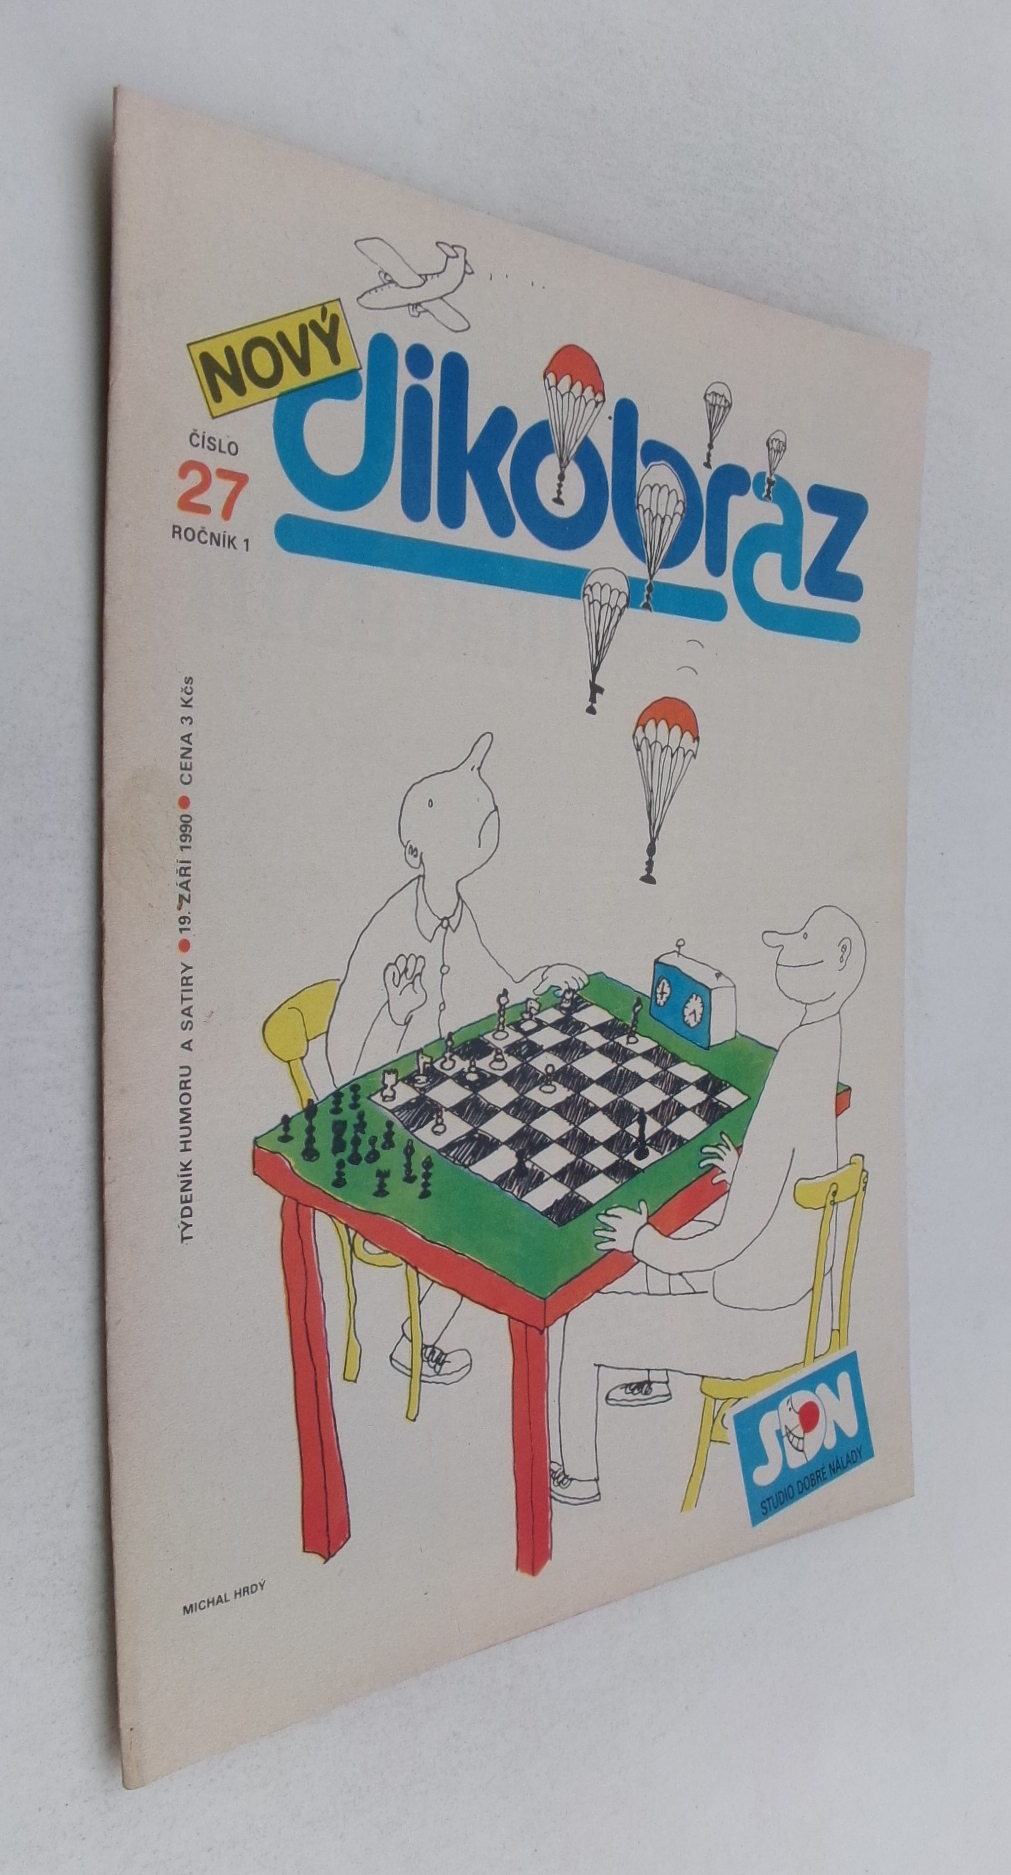 NOVÝ
dikobraz
ČÍSLO
27
ROČNÍK 1
TÝDENÍK HUMORU A SATIRY ● 19. ZÁŘÍ 1990 ● CENA 3 Kčs
SDN
STUDIO DOBRÉ NÁLADY
MICHAL HRDÝ